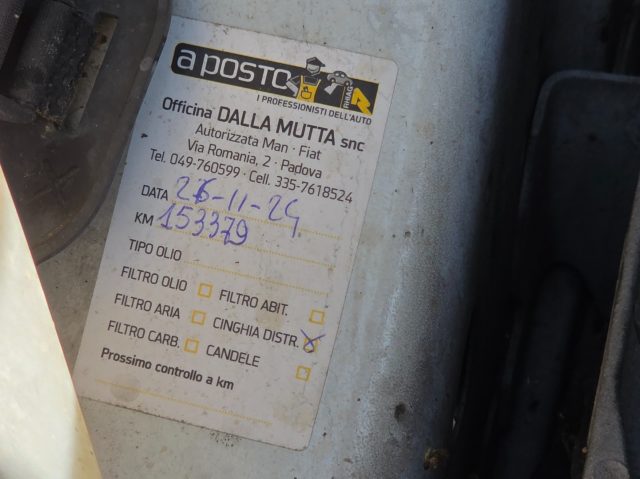 a posto
I PROFESSIONISTI DELL'AUTO
Officina DALLA MUTTA snc
Autorizzata Man · Fiat
Via Romania, 2 · Padova
Tel. 049-760599 · Cell. 335-7618524
DATA 26-11-24
KM 153379
TIPO OLIO
FILTRO OLIO FILTRO ABIT.
FILTRO ARIA CINGHIA DISTR.
FILTRO CARB. CANDELE
Prossimo controllo a km